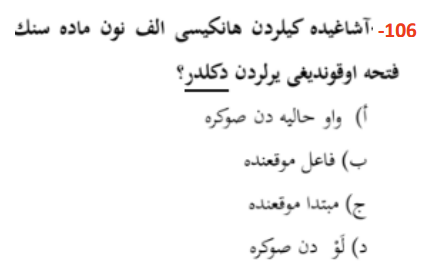 106- آشاغیده کیلردن هانکیسی الف نون ماده سنك
فتحه اوقوندیغی یرلردن دکلدر؟
أ) واو حالیه دن صوکره
ب) فاعل موقعنده
ج) مبتدا موقعنده
د) لَوْ دن صوکره